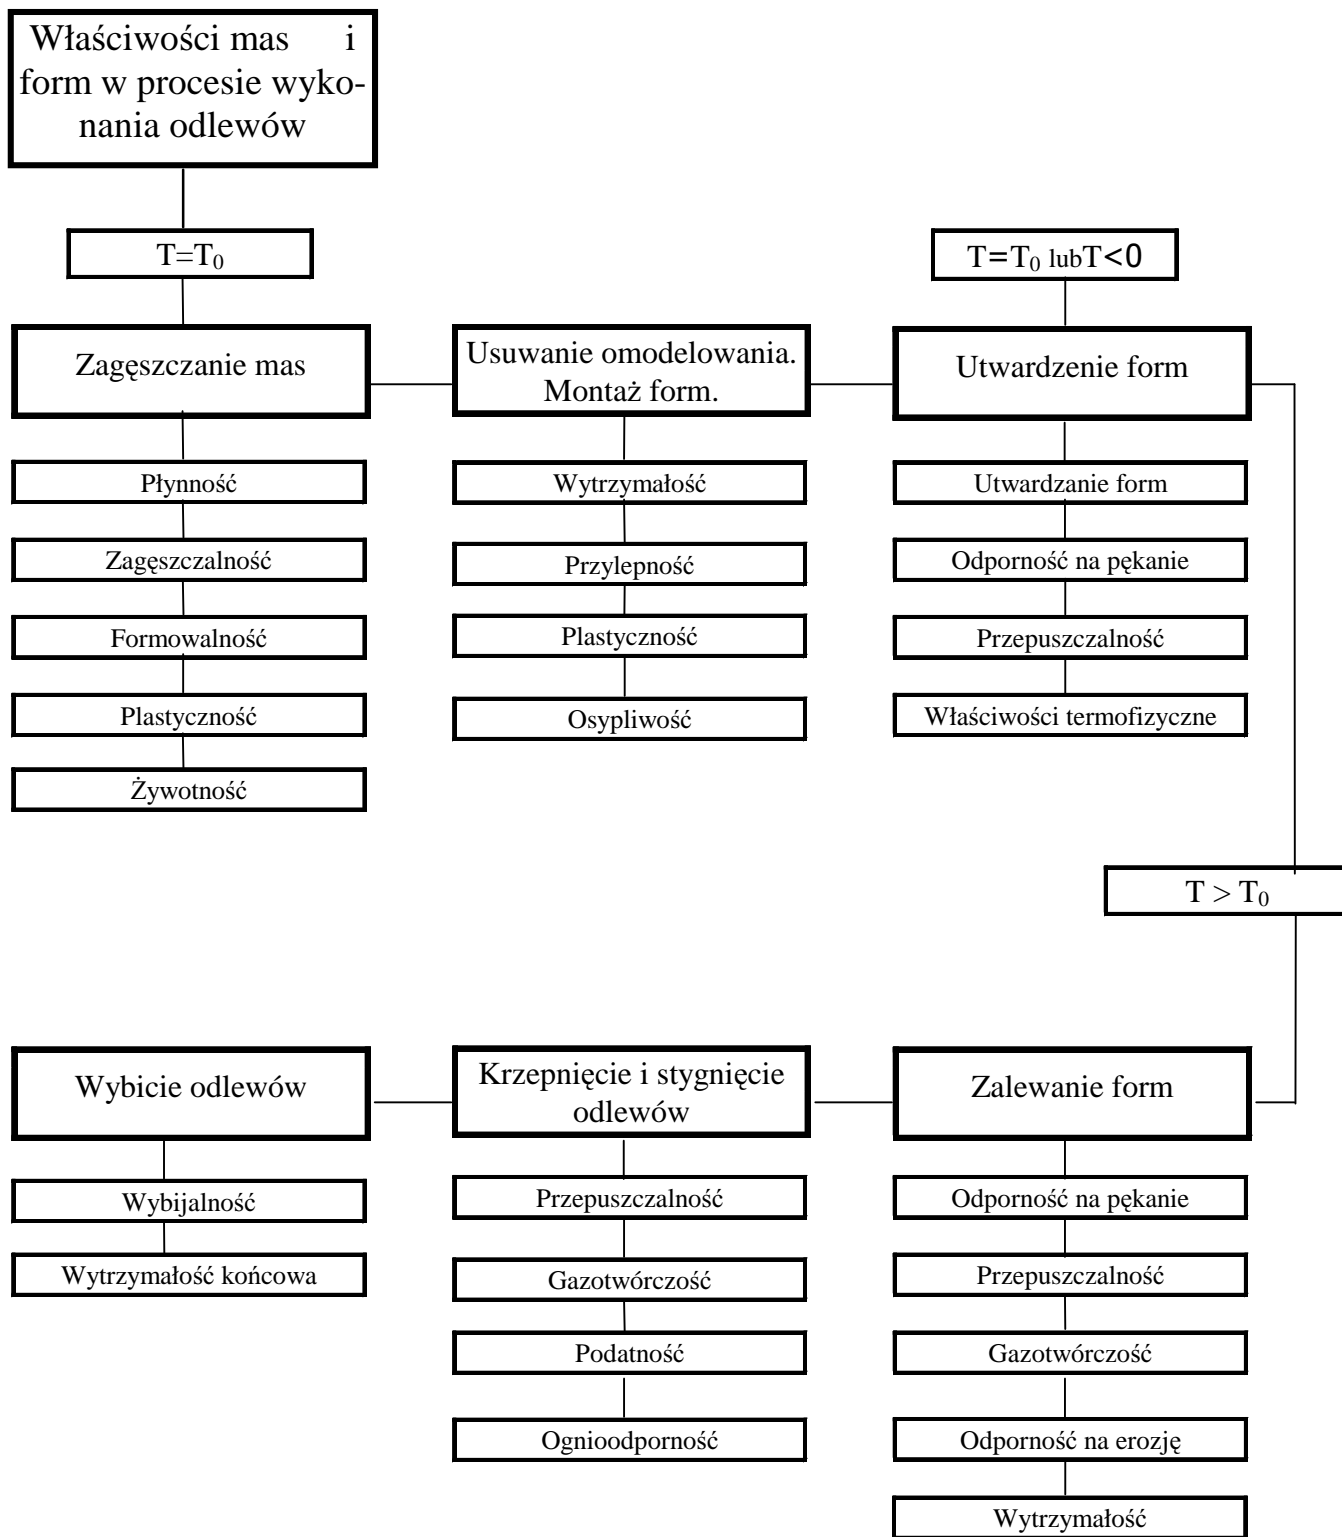 Właściwości mas i
form w procesie wyko-
nania odlewów
T=T₀
T=T₀ lubT<0
Zagęszczanie mas
Usuwanie omodelowania.
Montaż form.
Utwardzenie form
Płynność
Zagęszczalność
Formowalność
Plastyczność
Żywotność
Wytrzymałość
Przylepność
Plastyczność
Osypliwość
Utwardzanie form
Odporność na pękanie
Przepuszczalność
Właściwości termofizyczne
T > T₀
Wybicie odlewów
Krzepnięcie i stygnięcie
odlewów
Zalewanie form
Wybijalność
Wytrzymałość końcowa
Przepuszczalność
Gazotwórczość
Podatność
Ognioodporność
Odporność na pękanie
Przepuszczalność
Gazotwórczość
Odporność na erozję
Wytrzymałość